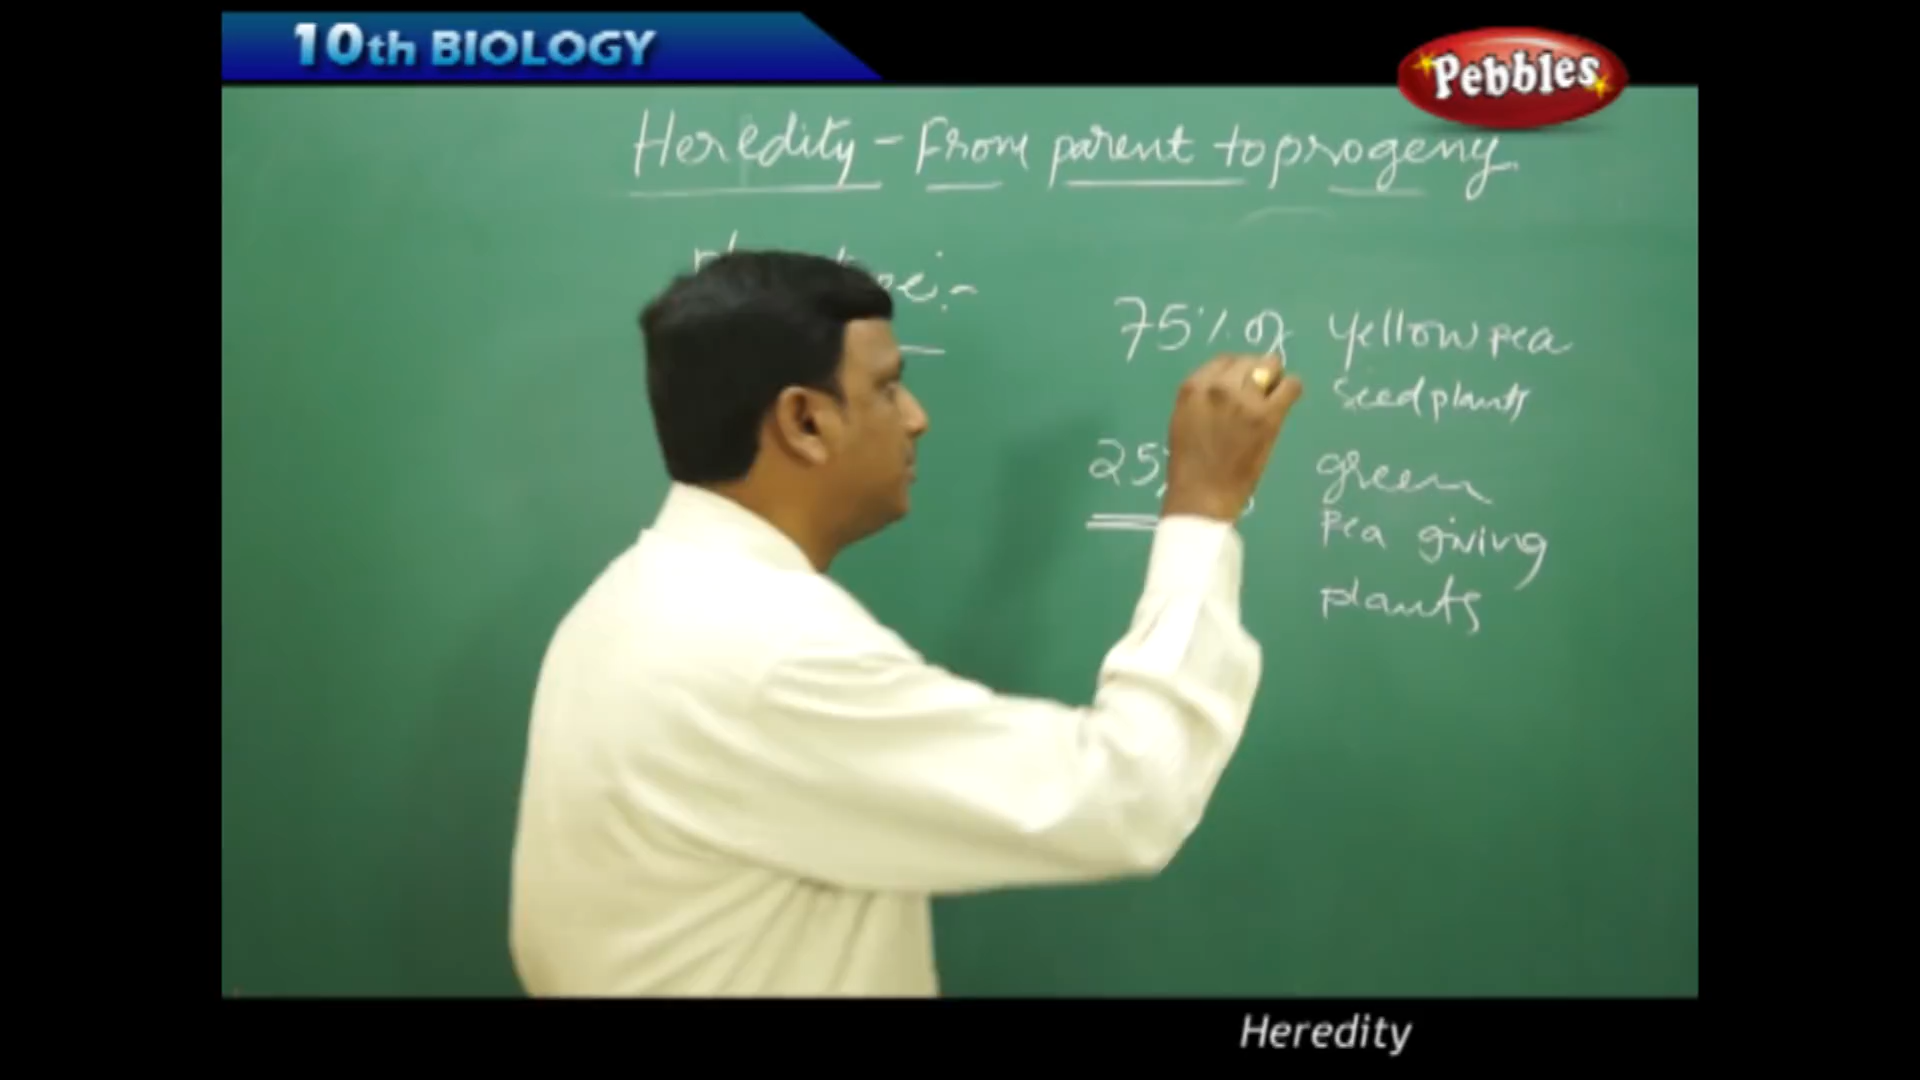 10th BIOLOGY
Pebbles
Heredity - From parent to progeny.
75% of yellow pea
seed plants
25% green
pea giving
plants
Heredity